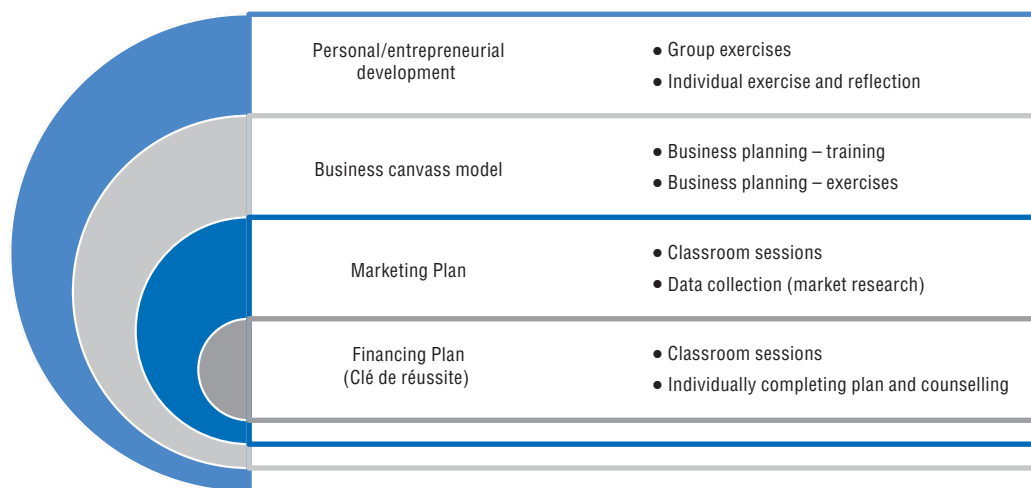 Personal/entrepreneurial
development
● Group exercises
● Individual exercise and reflection
Business canvass model
● Business planning – training
● Business planning – exercises
Marketing Plan
● Classroom sessions
● Data collection (market research)
Financing Plan
(Clé de réussite)
● Classroom sessions
● Individually completing plan and counselling